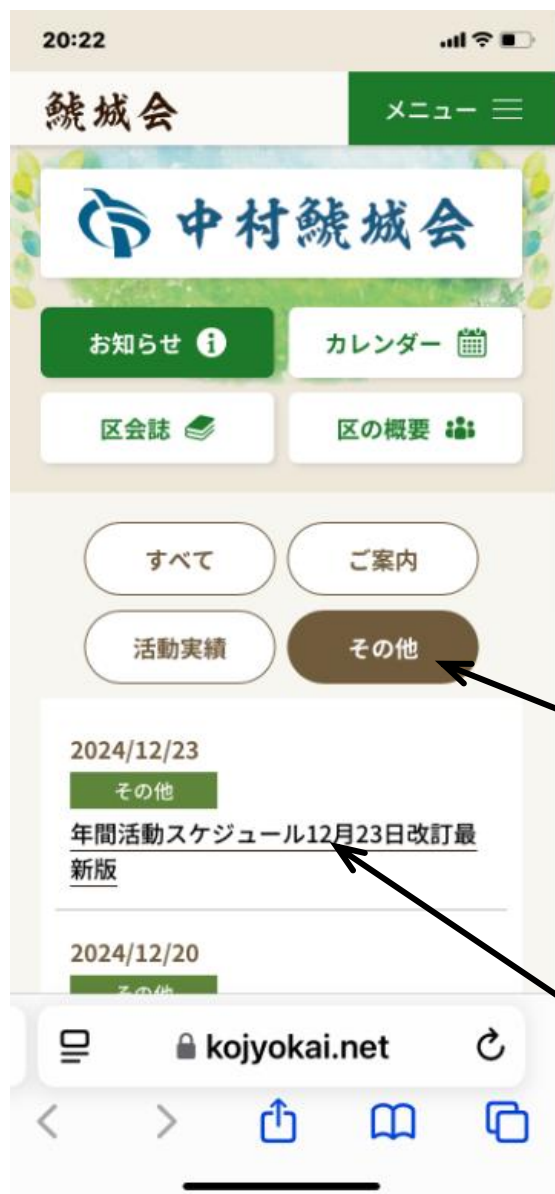 20:22
鯱城会
メニュー
中村鯱城会
お知らせ
カレンダー
区会誌
区の概要
すべて
ご案内
活動実績
その他
2024/12/23
その他
年間活動スケジュール12月23日改訂最
新版
2024/12/20
その他
kojyokai.net